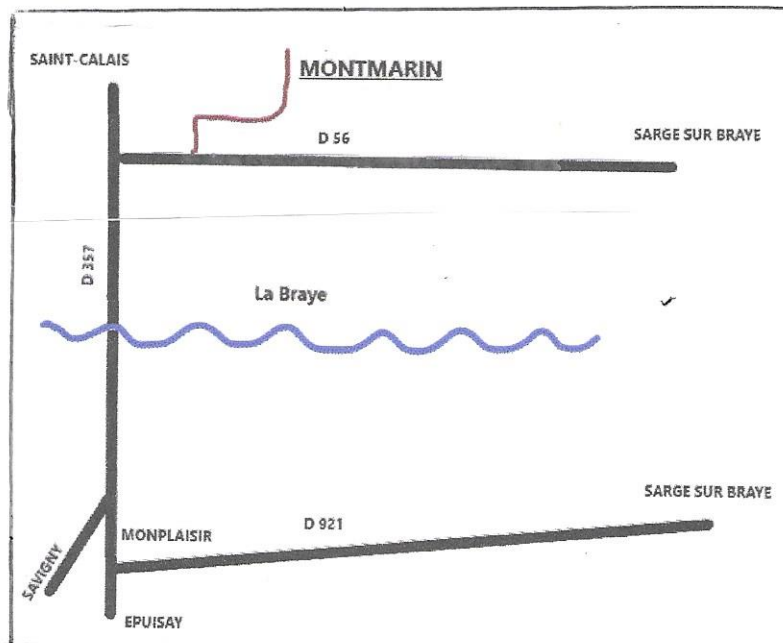 SAINT-CALAIS
MONTMARIN
D 56
SARGE SUR BRAYE
D 357
La Braye
SARGE SUR BRAYE
D 921
MONPLAISIR
SAVIGNY
EPUISAY